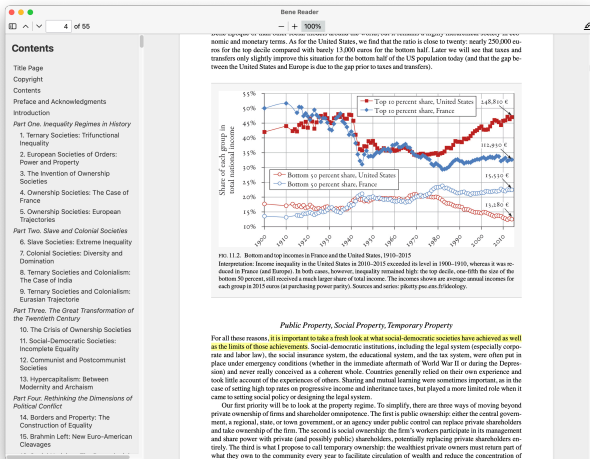 Bene Reader
4 of 55
100%
Contents
Title Page
Copyright
Contents
Preface and Acknowledgments
Introduction
Part One. Inequality Regimes in History
1. Ternary Societies: Trifunctional
Inequality
2. European Societies of Orders:
Power and Property
3. The Invention of Ownership
Societies
4. Ownership Societies: The Case of
France
5. Ownership Societies: European
Trajectories
Part Two. Slave and Colonial Societies
6. Slave Societies: Extreme Inequality
7. Colonial Societies: Diversity and
Domination
8. Ternary Societies and Colonialism:
The Case of India
9. Ternary Societies and Colonialism:
Eurasian Trajectorie
Part Three. The Great Transformation of
the Twentieth Century
10. The Crisis of Ownership Societies
11. Social-Democratic Societies:
Incomplete Equality
12. Communist and Postcommunist
Societies
13. Hypercapitalism: Between
Modernity and Archaism
Part Four. Rethinking the Dimensions of
Political Conflict
14. Borders and Property: The
Construction of Equality
15. Brahmin Left: New Euro-American
Cleavages
nomic and monetary terms. As for the United States, we find that the ratio is close to twenty: nearly 250,000 eu-
ros for the top decile compared with barely 13,000 euros for the bottom half. Later we will see that taxes and
transfers only slightly improve this situation for the bottom half of the US population today (and that the gap be-
tween the United States and Europe is due to the gap prior to taxes and transfers).
Share of each group in
total national income
55%
50%
45%
40%
35%
30%
25%
20%
15%
10%
Top 10 percent share, United States
Top 10 percent share, France
Bottom 50 percent share, United States
Bottom 50 percent share, France
248,810 €
112,930 €
15,530 €
13,280 €
1900 1910 1920 1930 1940 1950 1960 1970 1980 1990 2000 2010
FIG. 11.2. Bottom and top incomes in France and the United States, 1910–2015
Interpretation: Income inequality in the United States in 2010–2015 exceeded its level in 1900–1910, whereas it was re-
duced in France (and Europe). In both cases, however, inequality remained high: the top decile, one-fifth the size of the
bottom 50 percent, still received a much larger share of total income. The incomes shown are average annual incomes for
each group in 2015 euros (at purchasing power parity). Sources and series: piketty.pse.ens.fr/ideology.
Public Property, Social Property, Temporary Property
For all these reasons, it is important to take a fresh look at what social-democratic societies have achieved as well
as the limits of those achievements. Social-democratic institutions, including the legal system (especially corpo-
rate and labor law), the social insurance system, the educational system, and the tax system, were often put in
place under emergency conditions (whether in the immediate aftermath of World War II or during the Depres-
sion) and never really conceived as a coherent whole. Countries generally relied on their own experience and
took little account of the experiences of others. Sharing and mutual learning were sometimes important, as in the
case of setting high top rates on progressive income and inheritance taxes, but played a more limited role when it
came to setting social policy or designing the legal system.
Our first priority will be to look at the property regime. To simplify, there are three ways of moving beyond
private ownership of firms and shareholder omnipotence. The first is public ownership: either the central govern-
ment, a regional, state, or town government, or an agency under public control can replace private shareholders
and take ownership of the firm. The second is social ownership: the firm's workers participate in its management
and share power with private (and possibly public) shareholders, potentially replacing private shareholders en-
tirely. The third is what I propose to call temporary ownership: the wealthiest private owners must return part of
what they own to the community every year to facilitate circulation of wealth and reduce the concentration of